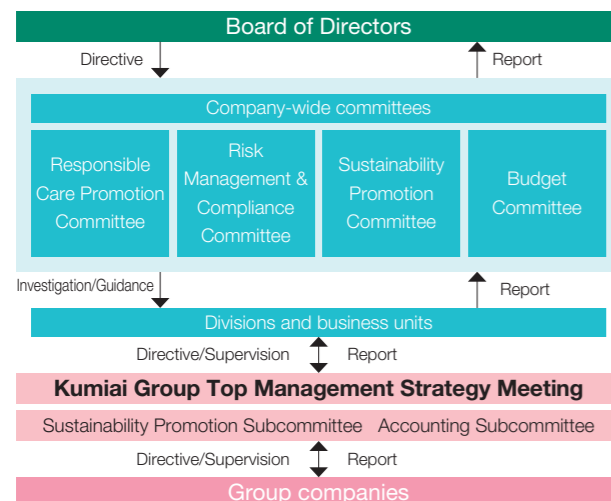 Board of Directors
Directive
Report
Company-wide committees
Responsible
Care Promotion
Committee
Risk
Management &
Compliance
Committee
Sustainability
Promotion
Committee
Budget
Committee
Investigation/Guidance
Report
Divisions and business units
Directive/Supervision
Report
Kumiai Group Top Management Strategy Meeting
Sustainability Promotion Subcommittee Accounting Subcommittee
Directive/Supervision
Report
Group companies